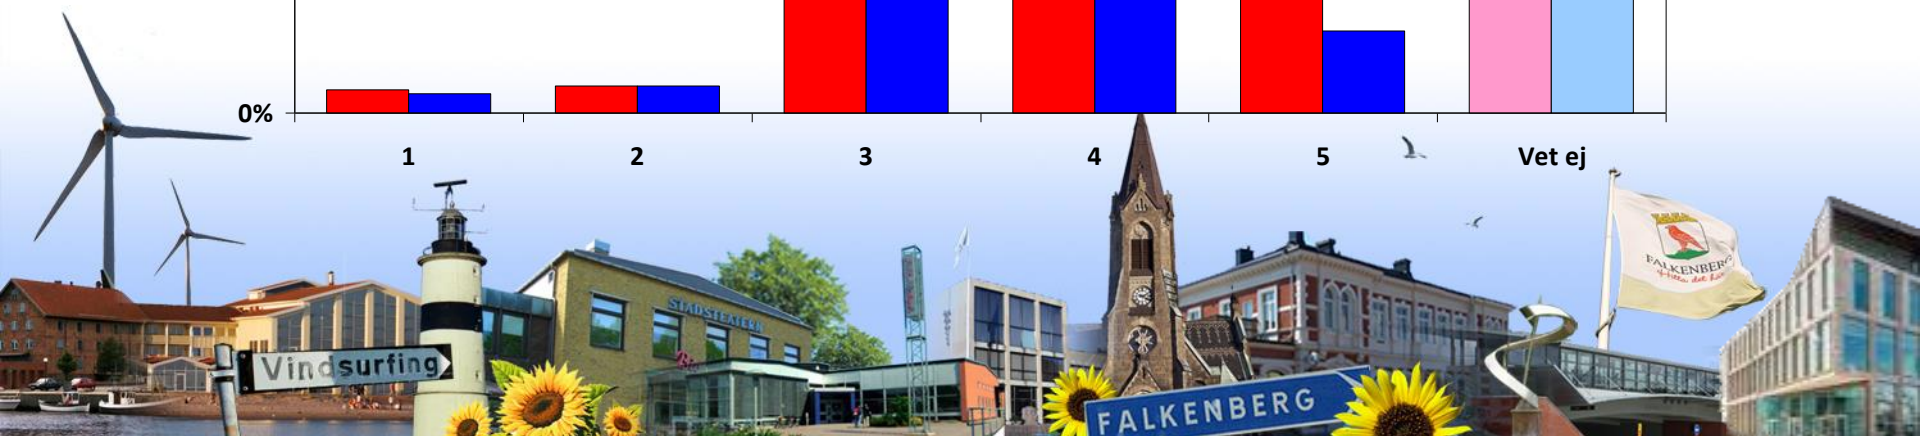 0%
1 2 3 4 5 Vet ej
STADSTEATERN
FALKENBERG
Vindsurfing
FALKENBERG